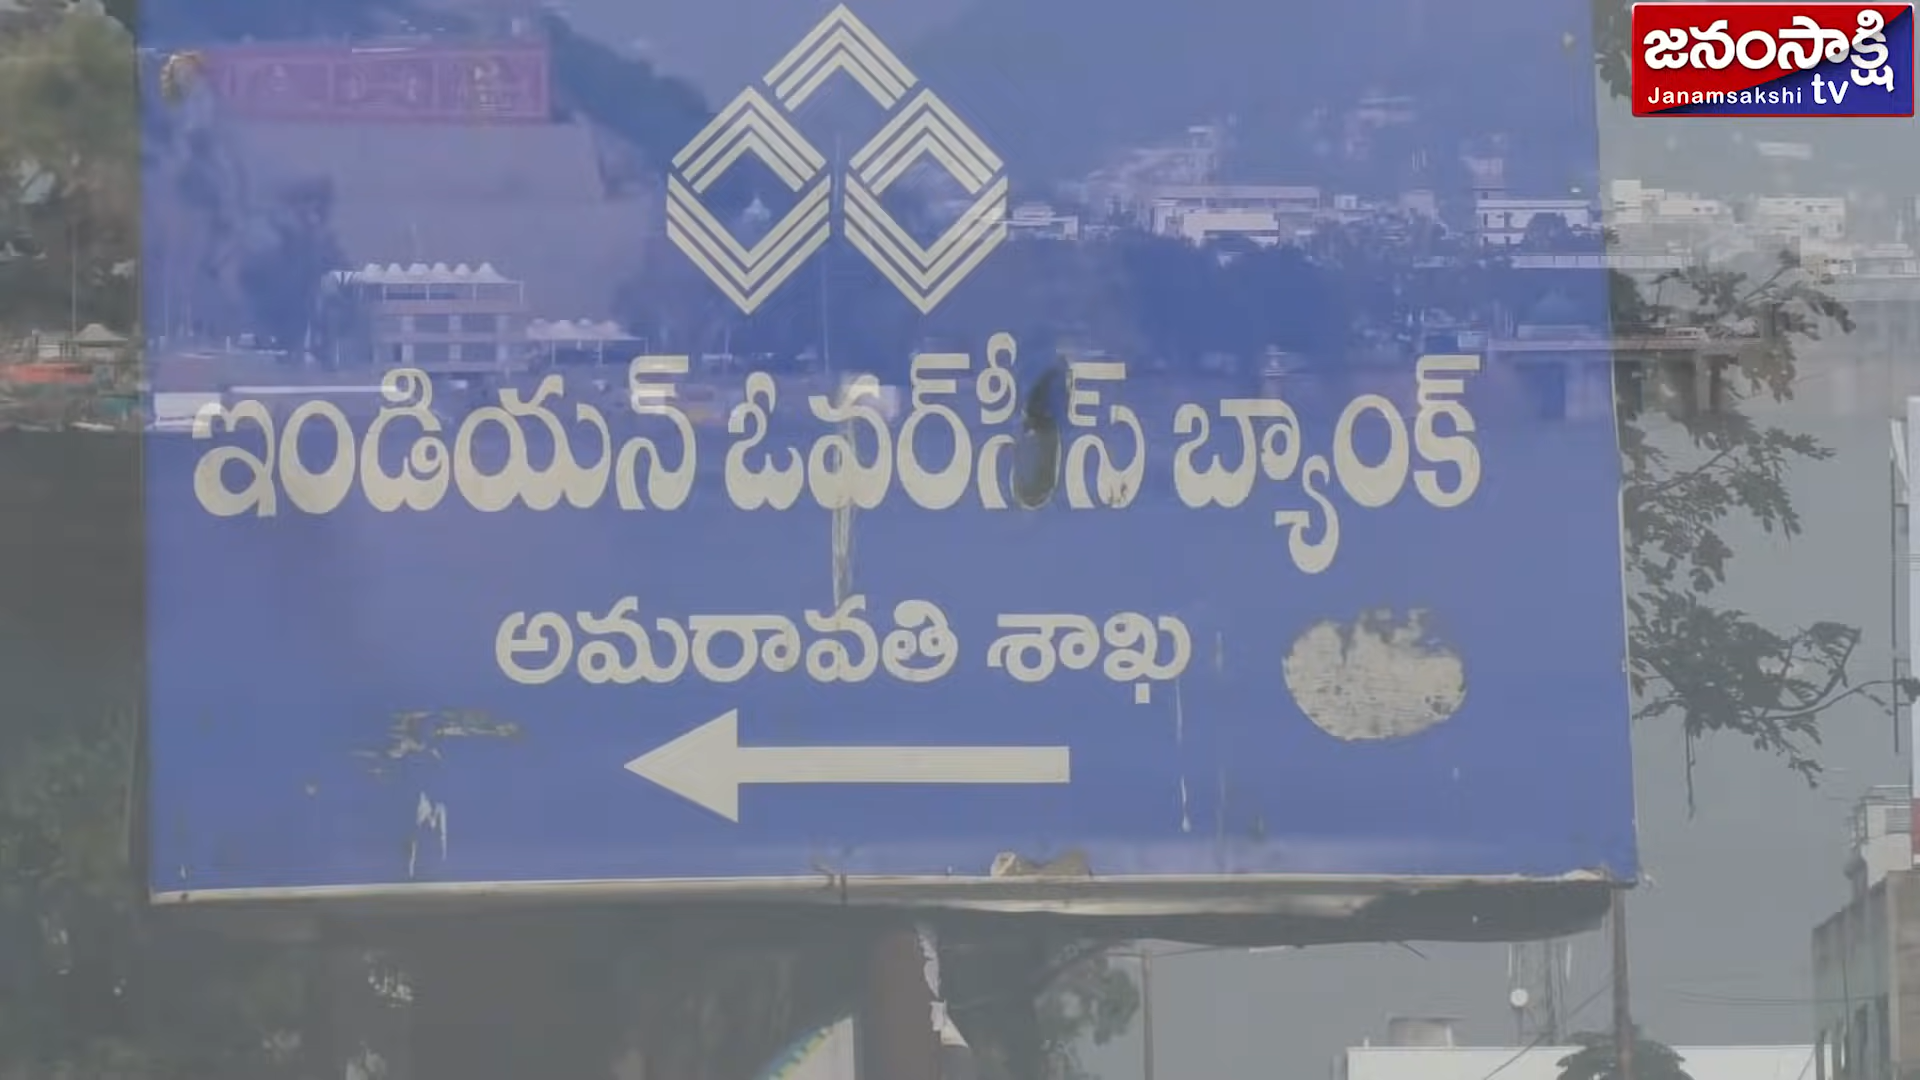 జనంసాక్షి
Janamsakshi tv
ఇండియన్ ఓవర్‌సీస్ బ్యాంక్
అమరావతి శాఖ